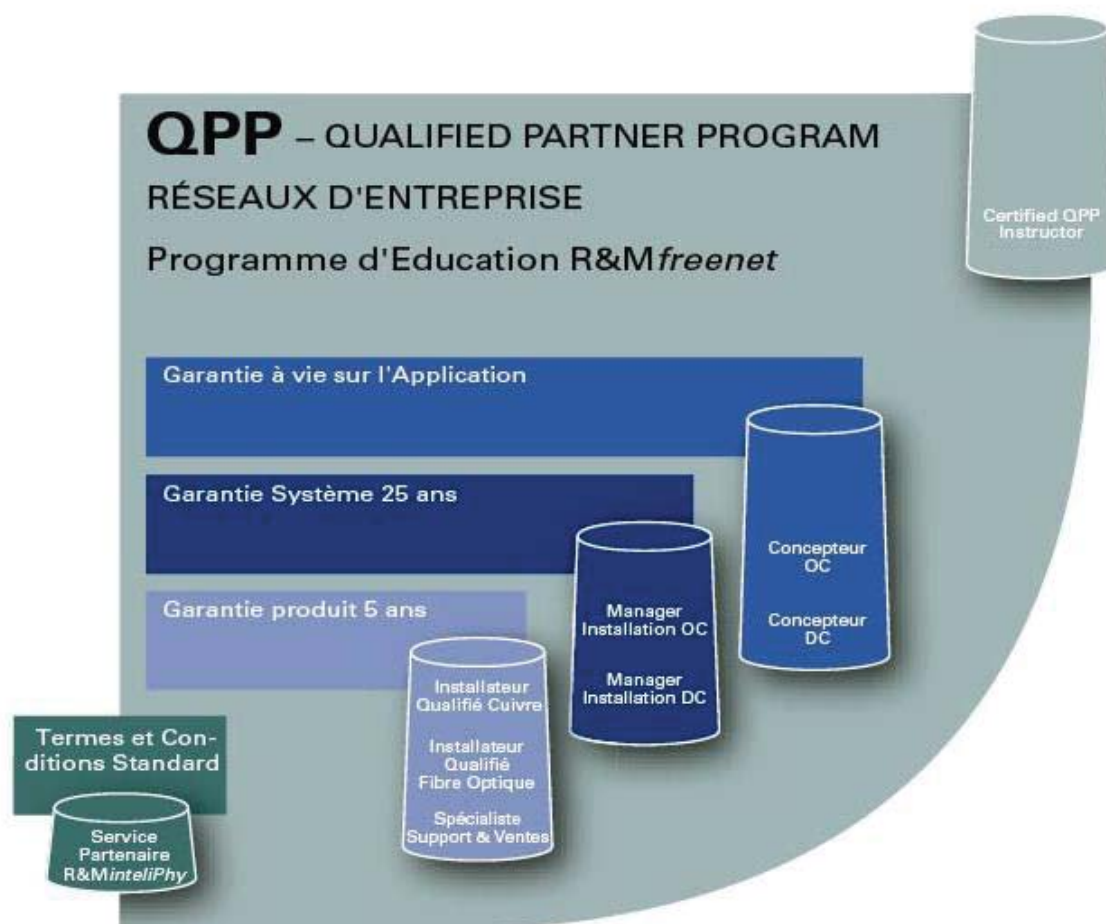 QPP – QUALIFIED PARTNER PROGRAM
RÉSEAUX D'ENTREPRISE
Programme d'Education R&Mfreenet
Certified QPP
Instructor
Garantie à vie sur l'Application
Concepteur
OC
Concepteur
DC
Garantie Système 25 ans
Manager
Installation OC
Manager
Installation DC
Garantie produit 5 ans
Installateur
Qualifié Cuivre
Installateur
Qualifié
Fibre Optique
Spécialiste
Support & Ventes
Termes et Con-
ditions Standard
Service
Partenaire
R&MinteliPhy